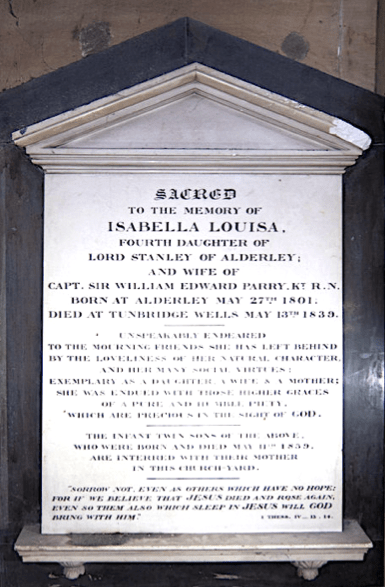 SACRED
TO THE MEMORY OF
ISABELLA LOUISA,
FOURTH DAUGHTER OF
LORD STANLEY OF ALDERLEY;
AND WIFE OF
CAPT. SIR WILLIAM EDWARD PARRY, KT. R.N.
BORN AT ALDERLEY MAY 27TH 1801.
DIED AT TUNBRIDGE WELLS MAY 13TH 1839.
UNSPEAKABLY ENDEARED
TO THE MOURNING FRIENDS SHE HAS LEFT BEHIND
BY THE LOVELINESS OF HER NATURAL CHARACTER,
AND HER MANY SOCIAL VIRTUES;
EXEMPLARY AS A DAUGHTER, A WIFE & A MOTHER;
SHE WAS ENDUED WITH THOSE HIGHER GRACES
OF A PURE AND HUMBLE PIETY,
"WHICH ARE PRECIOUS IN THE SIGHT OF GOD.
THE INFANT TWIN SONS OF THE ABOVE,
WHO WERE BORN AND DIED MAY 11TH 1839.
ARE INTERRED WITH THEIR MOTHER
IN THIS CHURCH-YARD.
"SORROW NOT, EVEN AS OTHERS WHICH HAVE NO HOPE;
FOR IF WE BELIEVE THAT JESUS DIED AND ROSE AGAIN,
EVEN SO THEM ALSO WHICH SLEEP IN JESUS WILL GOD
BRING WITH HIM."
1 THESS. IV._ 13. 14.